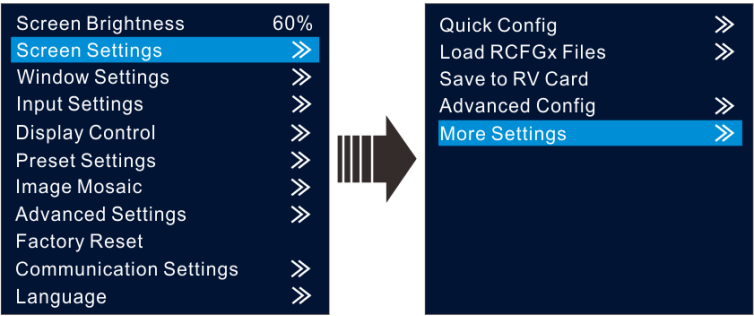 Screen Brightness 60%
Screen Settings
Window Settings
Input Settings
Display Control
Preset Settings
Image Mosaic
Advanced Settings
Factory Reset
Communication Settings
Language
Quick Config
Load RCFGx Files
Save to RV Card
Advanced Config
More Settings